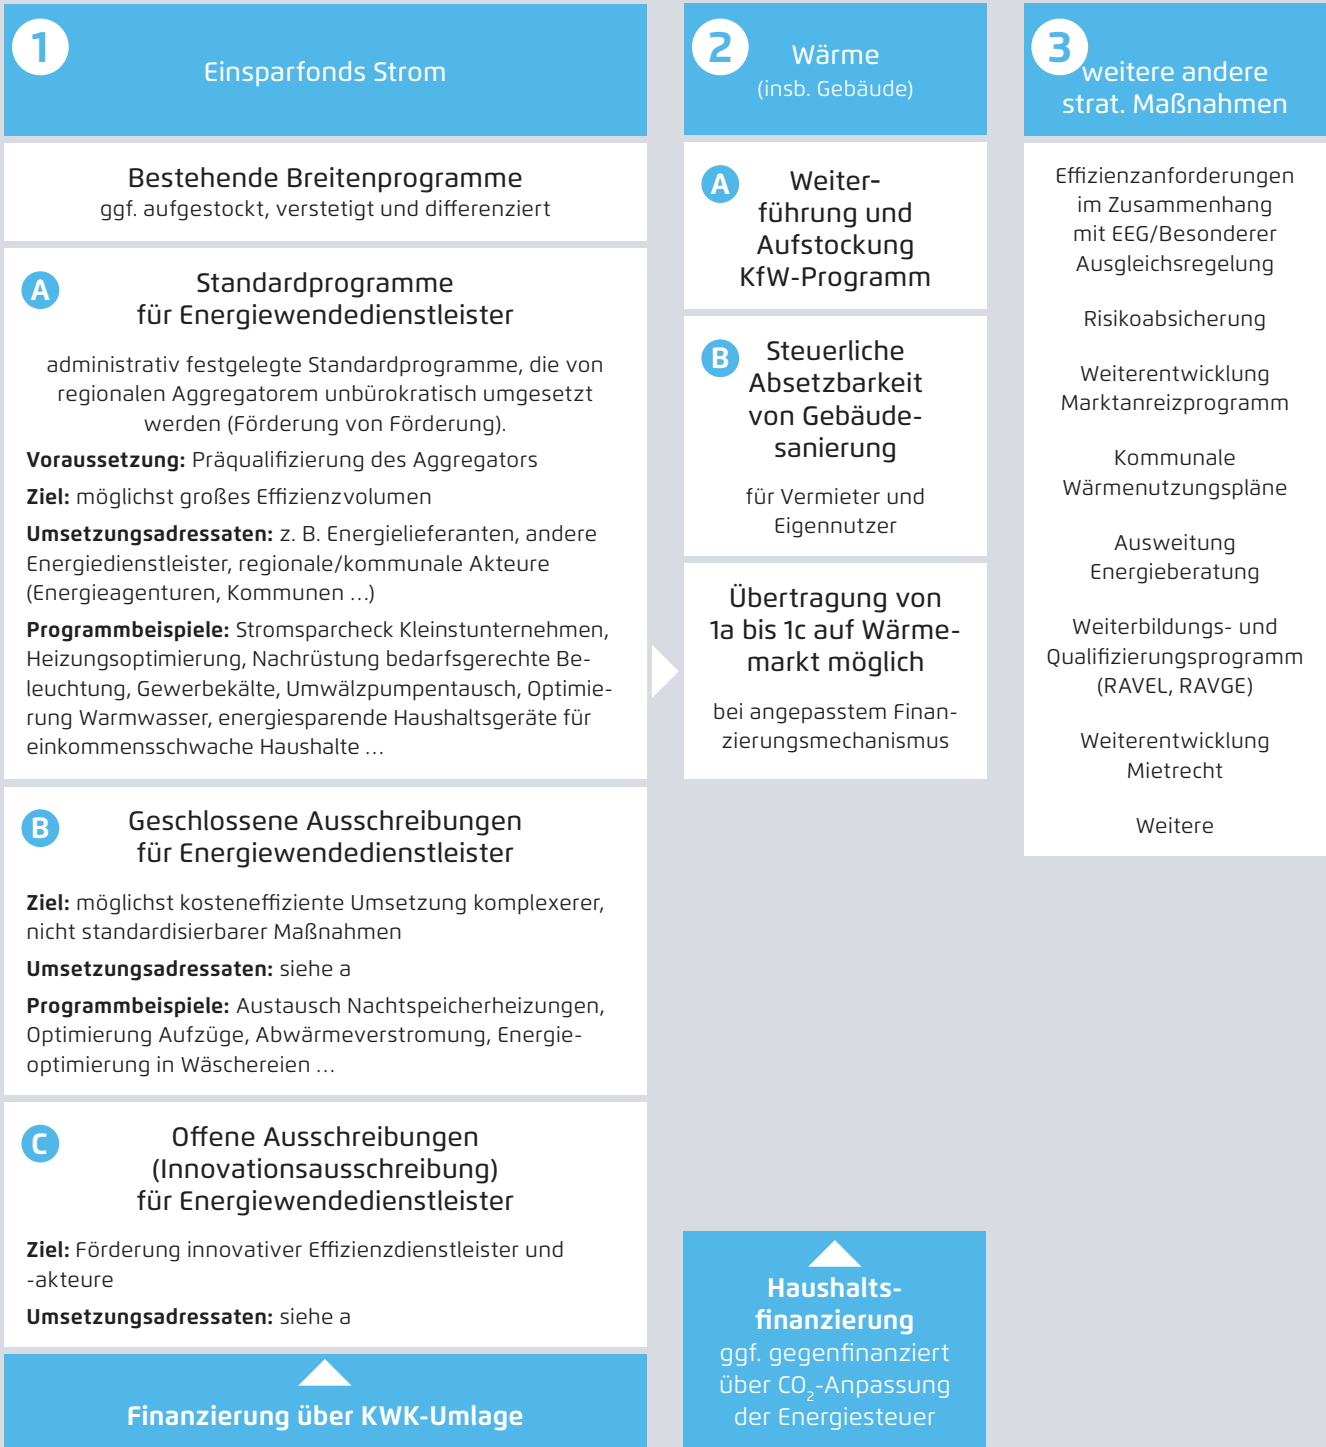 1
Einsparfonds Strom
Bestehende Breitenprogramme
ggf. aufgestockt, verstetigt und differenziert
A
Standardprogramme
für Energiewendedienstleister
administrativ festgelegte Standardprogramme, die von
regionalen Aggregatorem unbürokratisch umgesetzt
werden (Förderung von Förderung).
Voraussetzung: Präqualifizierung des Aggregators
Ziel: möglichst großes Effizienzvolumen
Umsetzungsadressaten: z. B. Energielieferanten, andere
Energiedienstleister, regionale/kommunale Akteure
(Energieagenturen, Kommunen …)
Programmbeispiele: Stromsparcheck Kleinstunternehmen,
Heizungsoptimierung, Nachrüstung bedarfsgerechte Be-
leuchtung, Gewerbekälte, Umwälzpumpentausch, Optimie-
rung Warmwasser, energiesparende Haushaltsgeräte für
einkommensschwache Haushalte …
B
Geschlossene Ausschreibungen
für Energiewendedienstleister
Ziel: möglichst kosteneffiziente Umsetzung komplexerer,
nicht standardisierbarer Maßnahmen
Umsetzungsadressaten: siehe a
Programmbeispiele: Austausch Nachtspeicherheizungen,
Optimierung Aufzüge, Abwärmeverstromung, Energie-
optimierung in Wäschereien …
C
Offene Ausschreibungen
(Innovationsausschreibung)
für Energiewendedienstleister
Ziel: Förderung innovativer Effizienzdienstleister und
-akteure
Umsetzungsadressaten: siehe a
Finanzierung über KWK-Umlage
2
Wärme
(insb. Gebäude)
A
Weiter-
führung und
Aufstockung
KfW-Programm
B
Steuerliche
Absetzbarkeit
von Gebäude-
sanierung
für Vermieter und
Eigennutzer
Übertragung von
1a bis 1c auf Wärme-
markt möglich
bei angepasstem Finan-
zierungsmechanismus
Haushalts-
finanzierung
ggf. gegenfinanziert
über CO₂-Anpassung
der Energiesteuer
3
weitere andere
strat. Maßnahmen
Effizienzanforderungen
im Zusammenhang
mit EEG/Besonderer
Ausgleichsregelung
Risikoabsicherung
Weiterentwicklung
Marktanreizprogramm
Kommunale
Wärmenutzungspläne
Ausweitung
Energieberatung
Weiterbildungs- und
Qualifizierungsprogramm
(RAVEL, RAVGE)
Weiterentwicklung
Mietrecht
Weitere